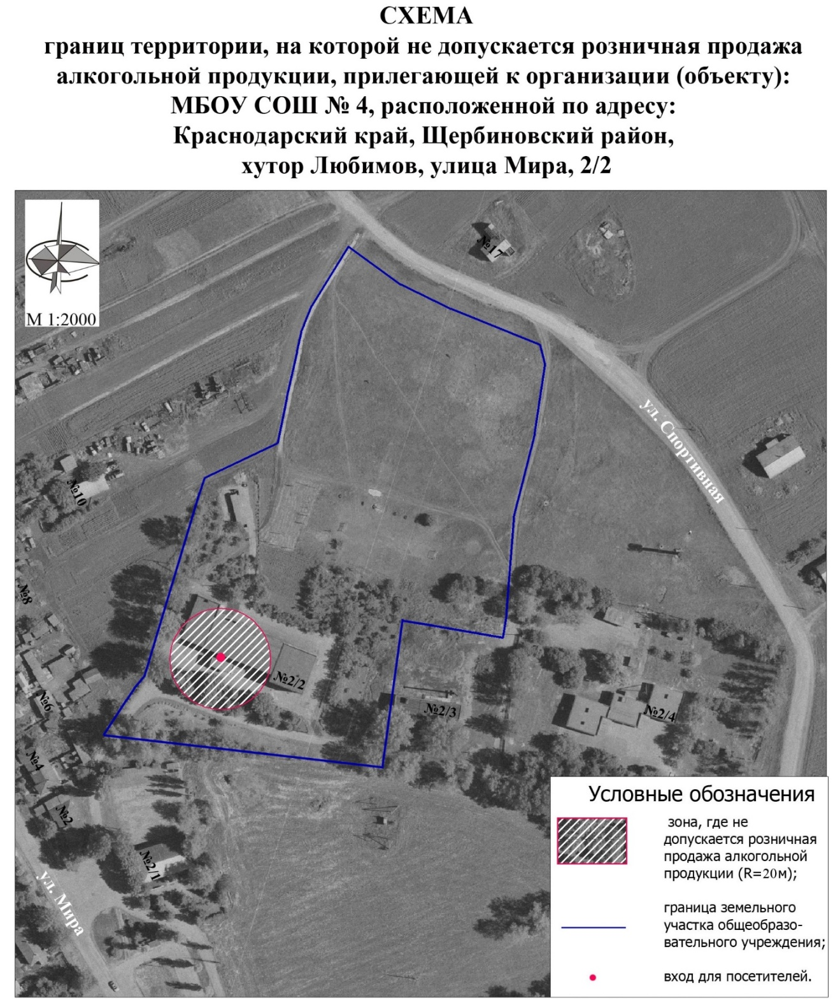 СХЕМА
границ территории, на которой не допускается розничная продажа
алкогольной продукции, прилегающей к организации (объекту):
МБОУ СОШ № 4, расположенной по адресу:
Краснодарский край, Щербиновский район,
хутор Любимов, улица Мира, 2/2
М 1:2000
№17
ул. Спортивная
№10
№8
№6
№2/2
№2/3
№2/4
№4
№2
№2/1
ул. Мира
Условные обозначения
зона, где не
допускается розничная
продажа алкогольной
продукции (R=20м);
граница земельного
участка общеобразо-
вательного учреждения;
вход для посетителей.